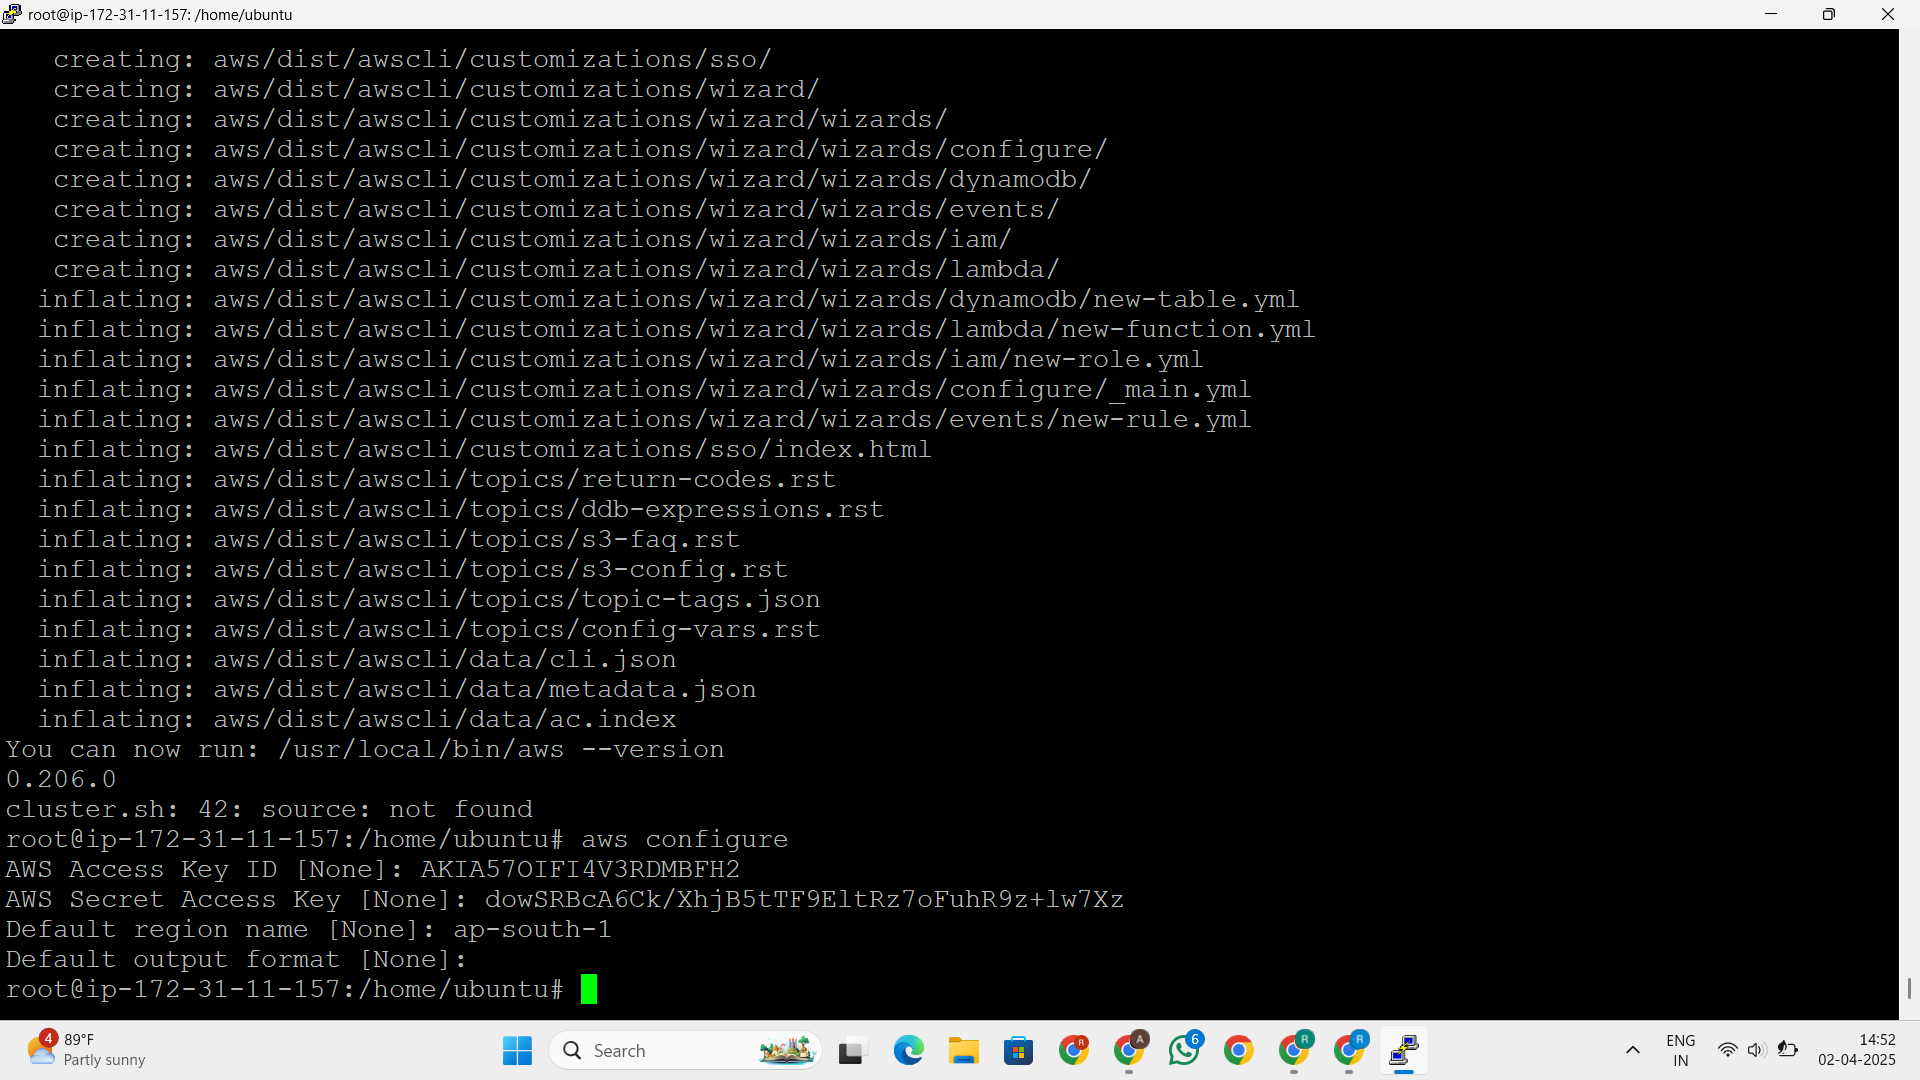 root@ip-172-31-11-157: /home/ubuntu
creating: aws/dist/awscli/customizations/sso/
creating: aws/dist/awscli/customizations/wizard/
creating: aws/dist/awscli/customizations/wizard/wizards/
creating: aws/dist/awscli/customizations/wizard/wizards/configure/
creating: aws/dist/awscli/customizations/wizard/wizards/dynamodb/
creating: aws/dist/awscli/customizations/wizard/wizards/events/
creating: aws/dist/awscli/customizations/wizard/wizards/iam/
creating: aws/dist/awscli/customizations/wizard/wizards/lambda/
inflating: aws/dist/awscli/customizations/wizard/wizards/dynamodb/new-table.yml
inflating: aws/dist/awscli/customizations/wizard/wizards/lambda/new-function.yml
inflating: aws/dist/awscli/customizations/wizard/wizards/iam/new-role.yml
inflating: aws/dist/awscli/customizations/wizard/wizards/configure/_main.yml
inflating: aws/dist/awscli/customizations/wizard/wizards/events/new-rule.yml
inflating: aws/dist/awscli/customizations/sso/index.html
inflating: aws/dist/awscli/topics/return-codes.rst
inflating: aws/dist/awscli/topics/ddb-expressions.rst
inflating: aws/dist/awscli/topics/s3-faq.rst
inflating: aws/dist/awscli/topics/s3-config.rst
inflating: aws/dist/awscli/topics/topic-tags.json
inflating: aws/dist/awscli/topics/config-vars.rst
inflating: aws/dist/awscli/data/cli.json
inflating: aws/dist/awscli/data/metadata.json
inflating: aws/dist/awscli/data/ac.index
You can now run: /usr/local/bin/aws --version
0.206.0
cluster.sh: 42: source: not found
root@ip-172-31-11-157:/home/ubuntu# aws configure
AWS Access Key ID [None]: AKIA57OIFI4V3RDMBFH2
AWS Secret Access Key [None]: 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
Default region name [None]: ap-south-1
Default output format [None]:
root@ip-172-31-11-157:/home/ubuntu#
4
89°F
Partly sunny
Search
R
A
6
R
R
ENG
IN
14:52
02-04-2025